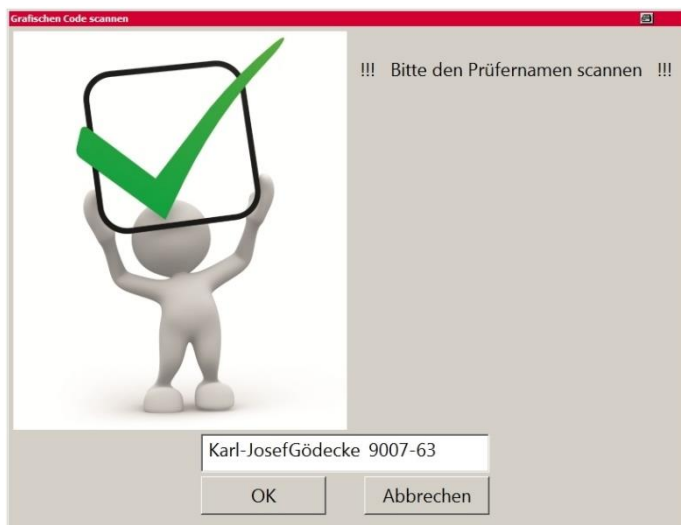 Grafischen Code scannen
!!! Bitte den Prüfernamen scannen !!!
Karl-JosefGödecke 9007-63
OK
Abbrechen